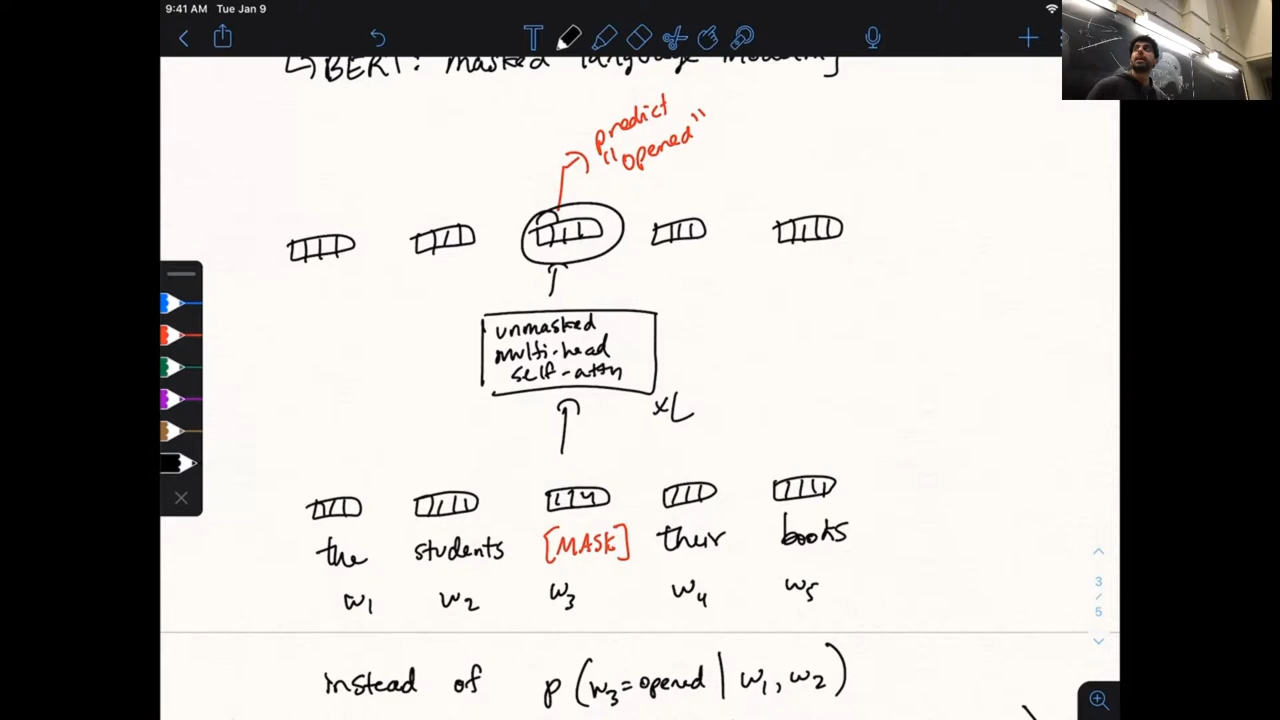 9:41 AM Tue Jan 9
↳ BERT: masked language modeling
predict
"opened"
unmasked
multi-head
self-attn
xL
the students [MASK] their books
w1 w2 w3 w4 w5
3
/
5
instead of p(w3=opened | w1, w2)